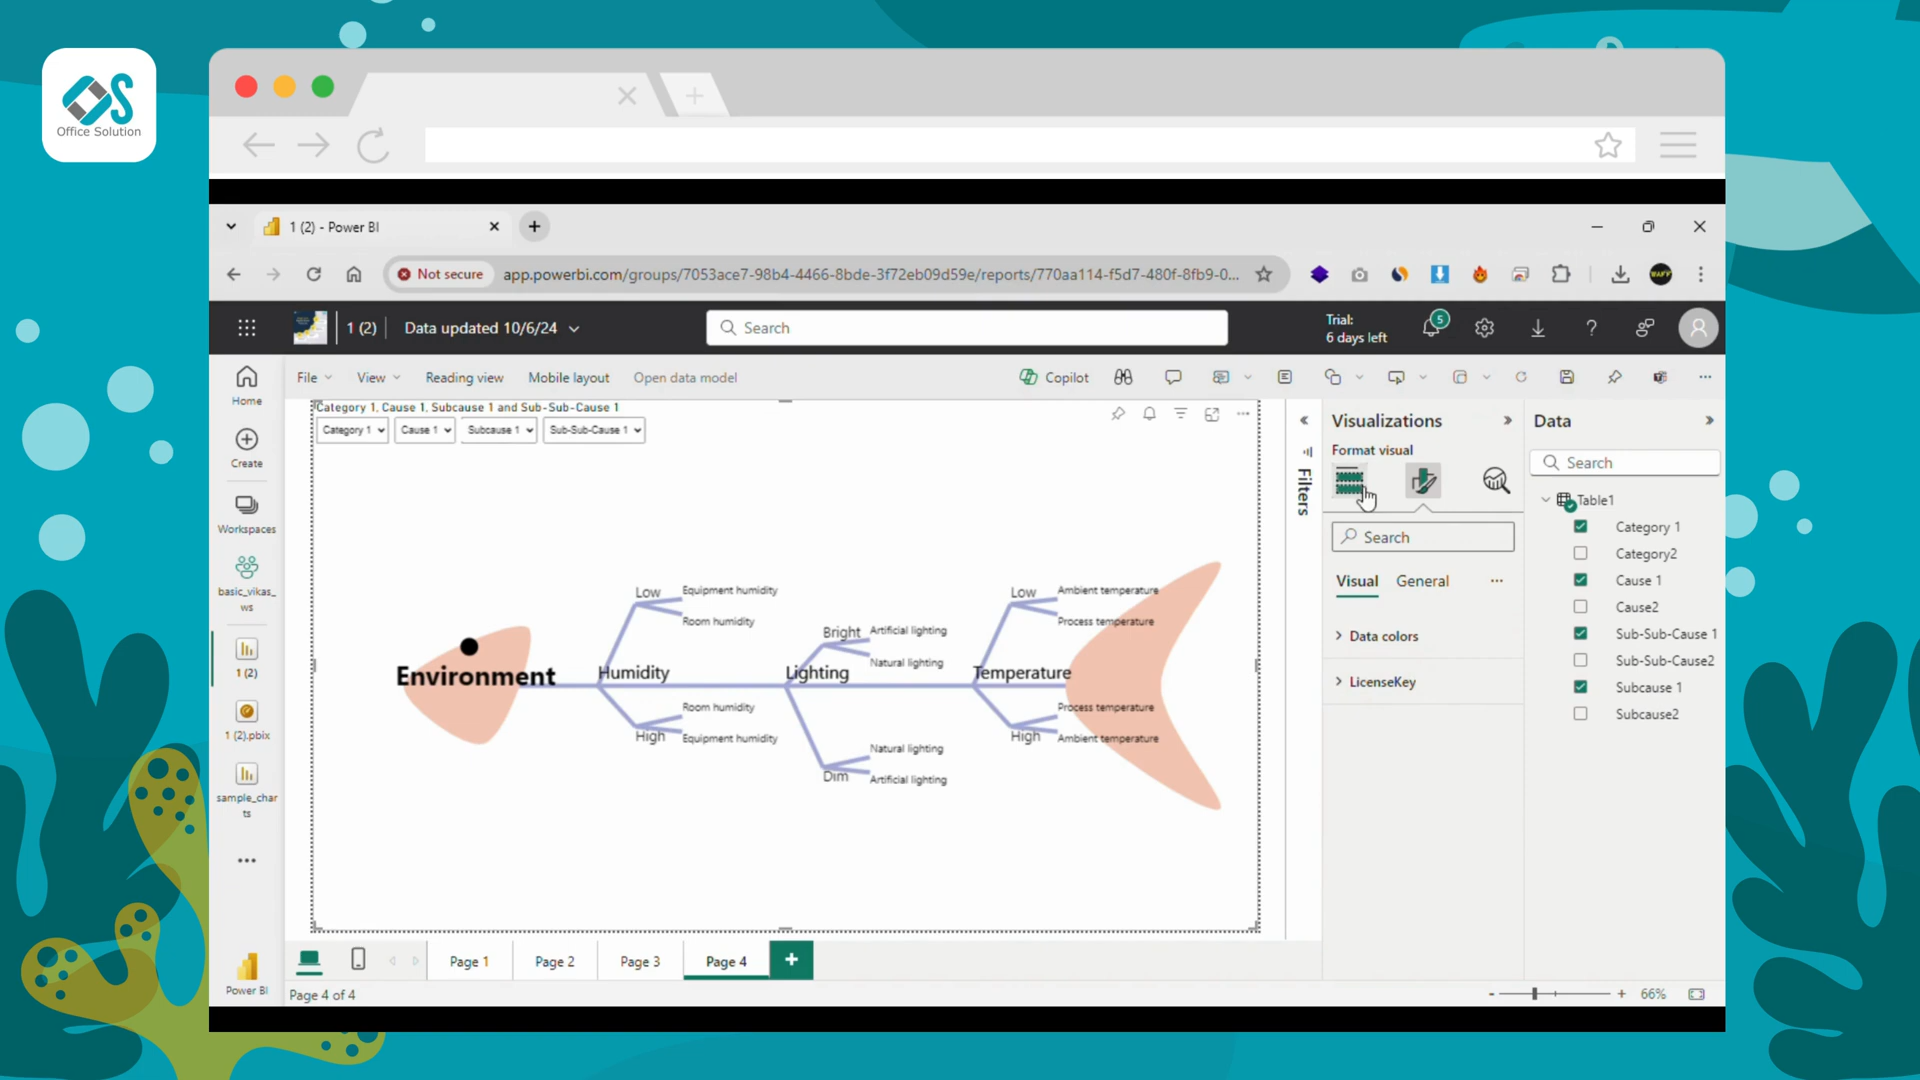 OS
Office Solution
1 (2) - Power BI
Not secure
app.powerbi.com/groups/7053ace7-98b4-4466-8bde-3f72eb09d59e/reports/770aa114-f5d7-480f-8fb9-0...
1 (2)
Data updated 10/6/24
Search
Trial:
6 days left
5
File
View
Reading view
Mobile layout
Open data model
Copilot
Home
Create
Workspaces
basic_vikas_
ws
1 (2)
1 (2).pbix
sample_char
ts
Power BI
Category 1, Cause 1, Subcause 1 and Sub-Sub-Cause 1
Category 1
Cause 1
Subcause 1
Sub-Sub-Cause 1
Low
Equipment humidity
Room humidity
Low
Ambient temperature
Process temperature
Bright
Artificial lighting
Natural lighting
Environment
Humidity
Lighting
Temperature
Room humidity
High
Equipment humidity
Process temperature
High
Ambient temperature
Natural lighting
Dim
Artificial lighting
Filters
Visualizations
Format visual
Search
Visual
General
Data colors
LicenseKey
Data
Search
Table1
Category 1
Category2
Cause 1
Cause2
Sub-Sub-Cause 1
Sub-Sub-Cause2
Subcause 1
Subcause2
Page 1
Page 2
Page 3
Page 4
Page 4 of 4
66%